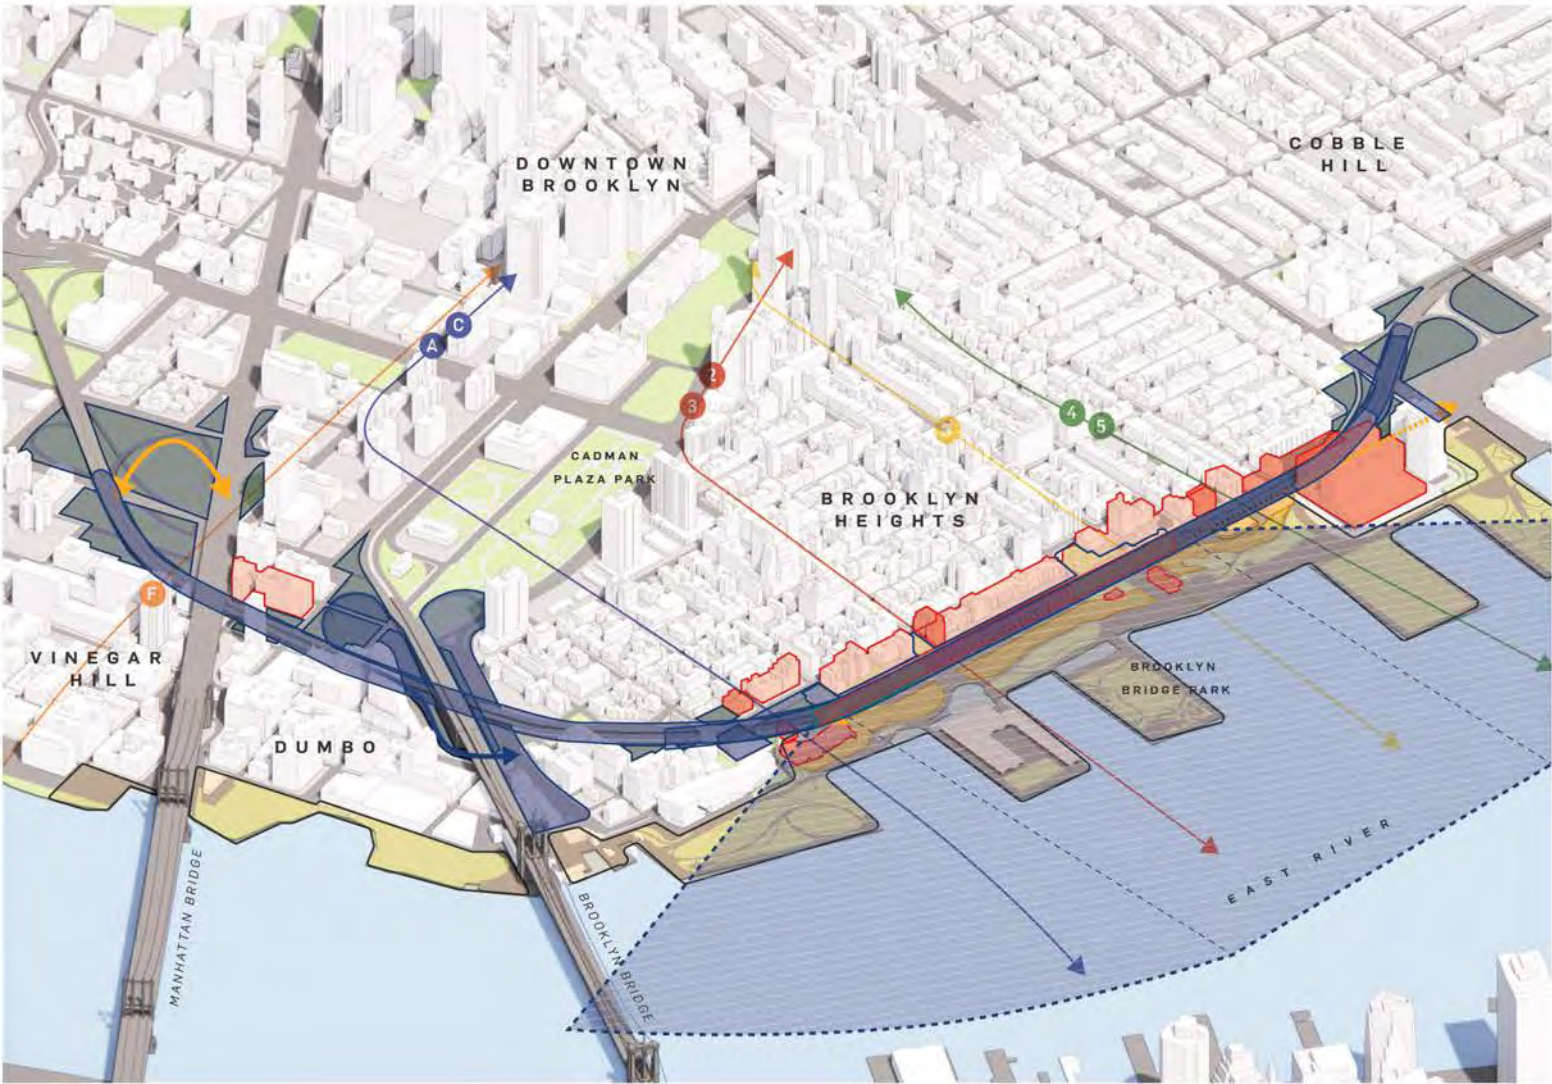 COBBLE
HILL
DOWNTOWN
BROOKLYN
C
A
2
3
4
5
CADMAN
PLAZA PARK
BROOKLYN
HEIGHTS
F
VINEGAR
HILL
BROOKLYN
BRIDGE PARK
DUMBO
EAST RIVER
MANHATTAN BRIDGE
BROOKLYN BRIDGE